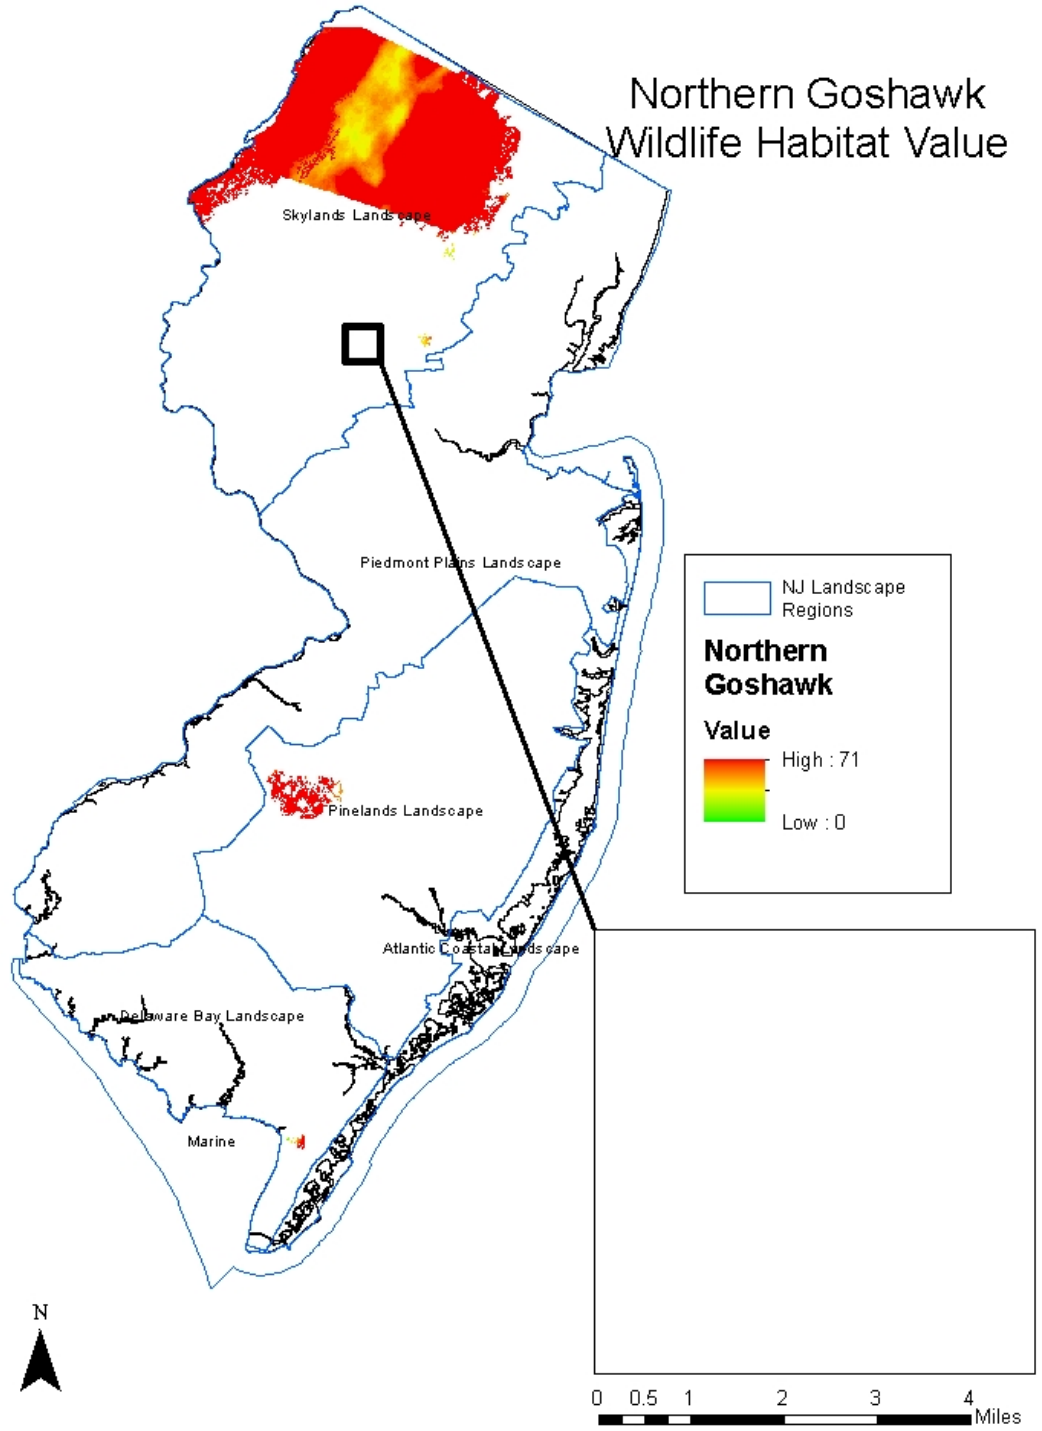 Northern Goshawk
Wildlife Habitat Value
Skylands Landscape
Piedmont Plains Landscape
NJ Landscape
Regions
Northern
Goshawk
Value
High : 71
Low : 0
Pinelands Landscape
Atlantic Coastal Landscape
Delaware Bay Landscape
Marine
N
0 0.5 1 2 3 4
Miles